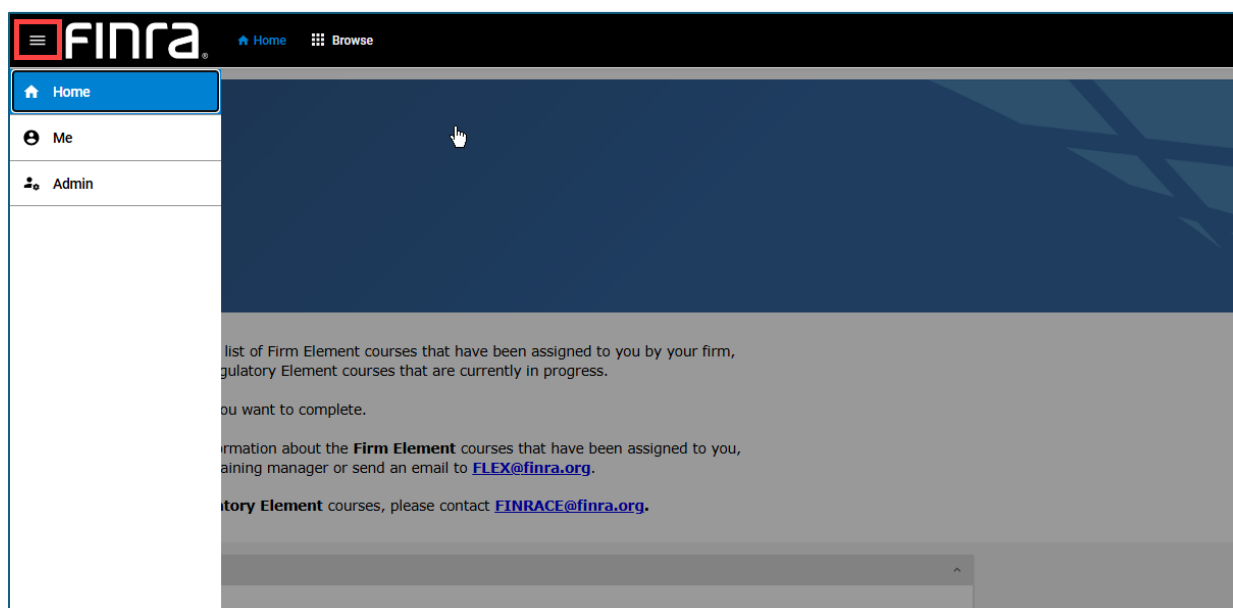 FINRA®
Home Browse
Home
Me
Admin
list of Firm Element courses that have been assigned to you by your firm,
gulatory Element courses that are currently in progress.
ou want to complete.
rmation about the Firm Element courses that have been assigned to you,
aining manager or send an email to FLEX@finra.org.
tory Element courses, please contact FINRACE@finra.org.